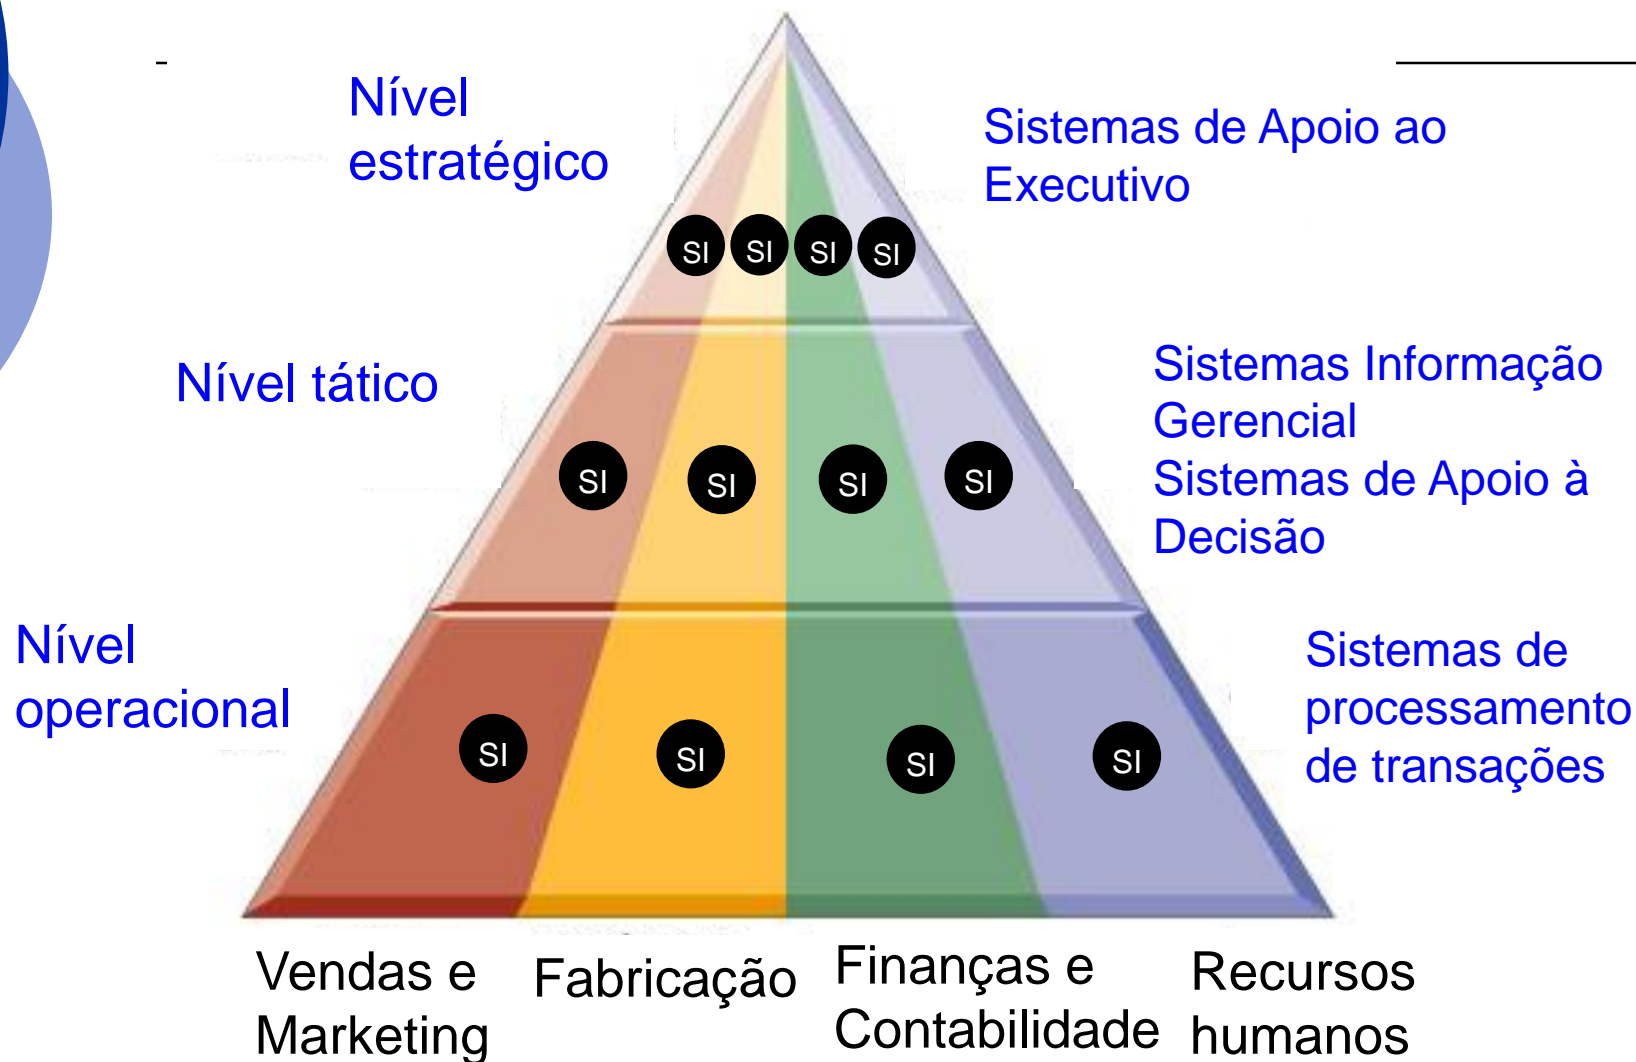 Nível
estratégico
Sistemas de Apoio ao
Executivo
SI SI SI SI
Nível tático
Sistemas Informação
Gerencial
Sistemas de Apoio à
Decisão
SI SI SI SI
Nível
operacional
Sistemas de
processamento
de transações
SI SI SI SI
Vendas e
Marketing
Fabricação
Finanças e
Contabilidade
Recursos
humanos